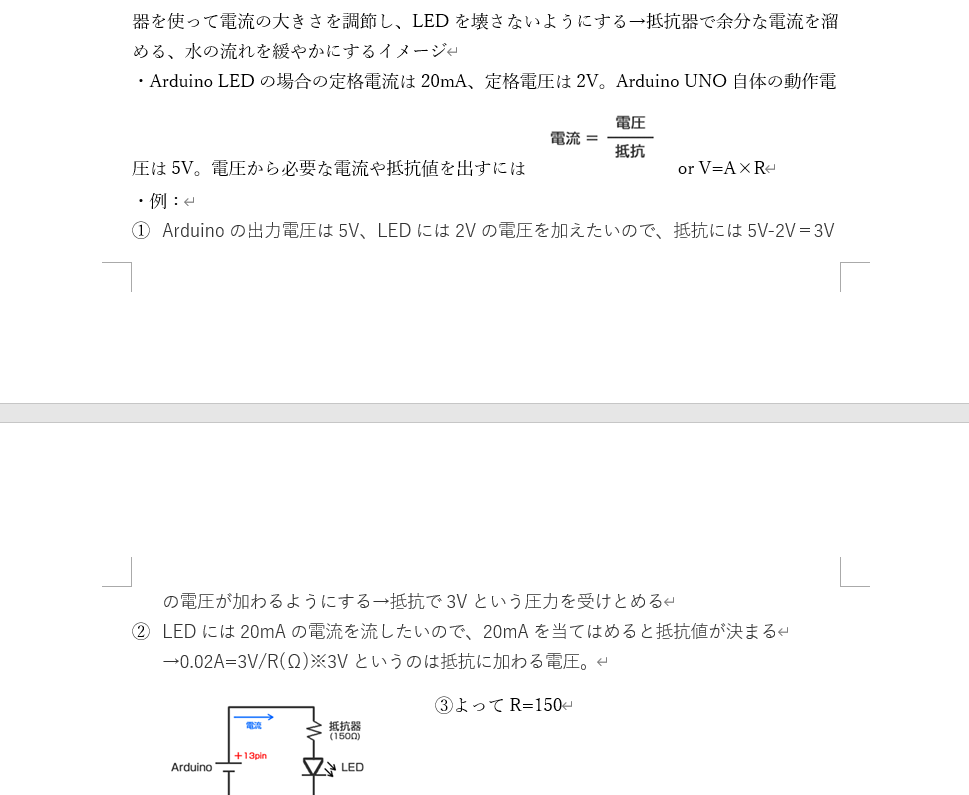 器を使って電流の大きさを調節し、LED を壊さないようにする→抵抗器で余分な電流を溜
める、水の流れを緩やかにするイメージ↵
・Arduino LED の場合の定格電流は 20mA、定格電圧は 2V。Arduino UNO 自体の動作電
圧は 5V。電圧から必要な電流や抵抗値を出すには 電流 = 電圧/抵抗 or V=A×R↵
・例：↵
① Arduino の出力電圧は 5V、LED には 2V の電圧を加えたいので、抵抗には 5V-2V＝3V
の電圧が加わるようにする→抵抗で 3V という圧力を受けとめる↵
② LED には 20mA の電流を流したいので、20mA を当てはめると抵抗値が決まる↵
→0.02A=3V/R(Ω)※3V というのは抵抗に加わる電圧。↵
③よって R=150↵
電流
抵抗器
(150Ω)
+13pin
Arduino
LED